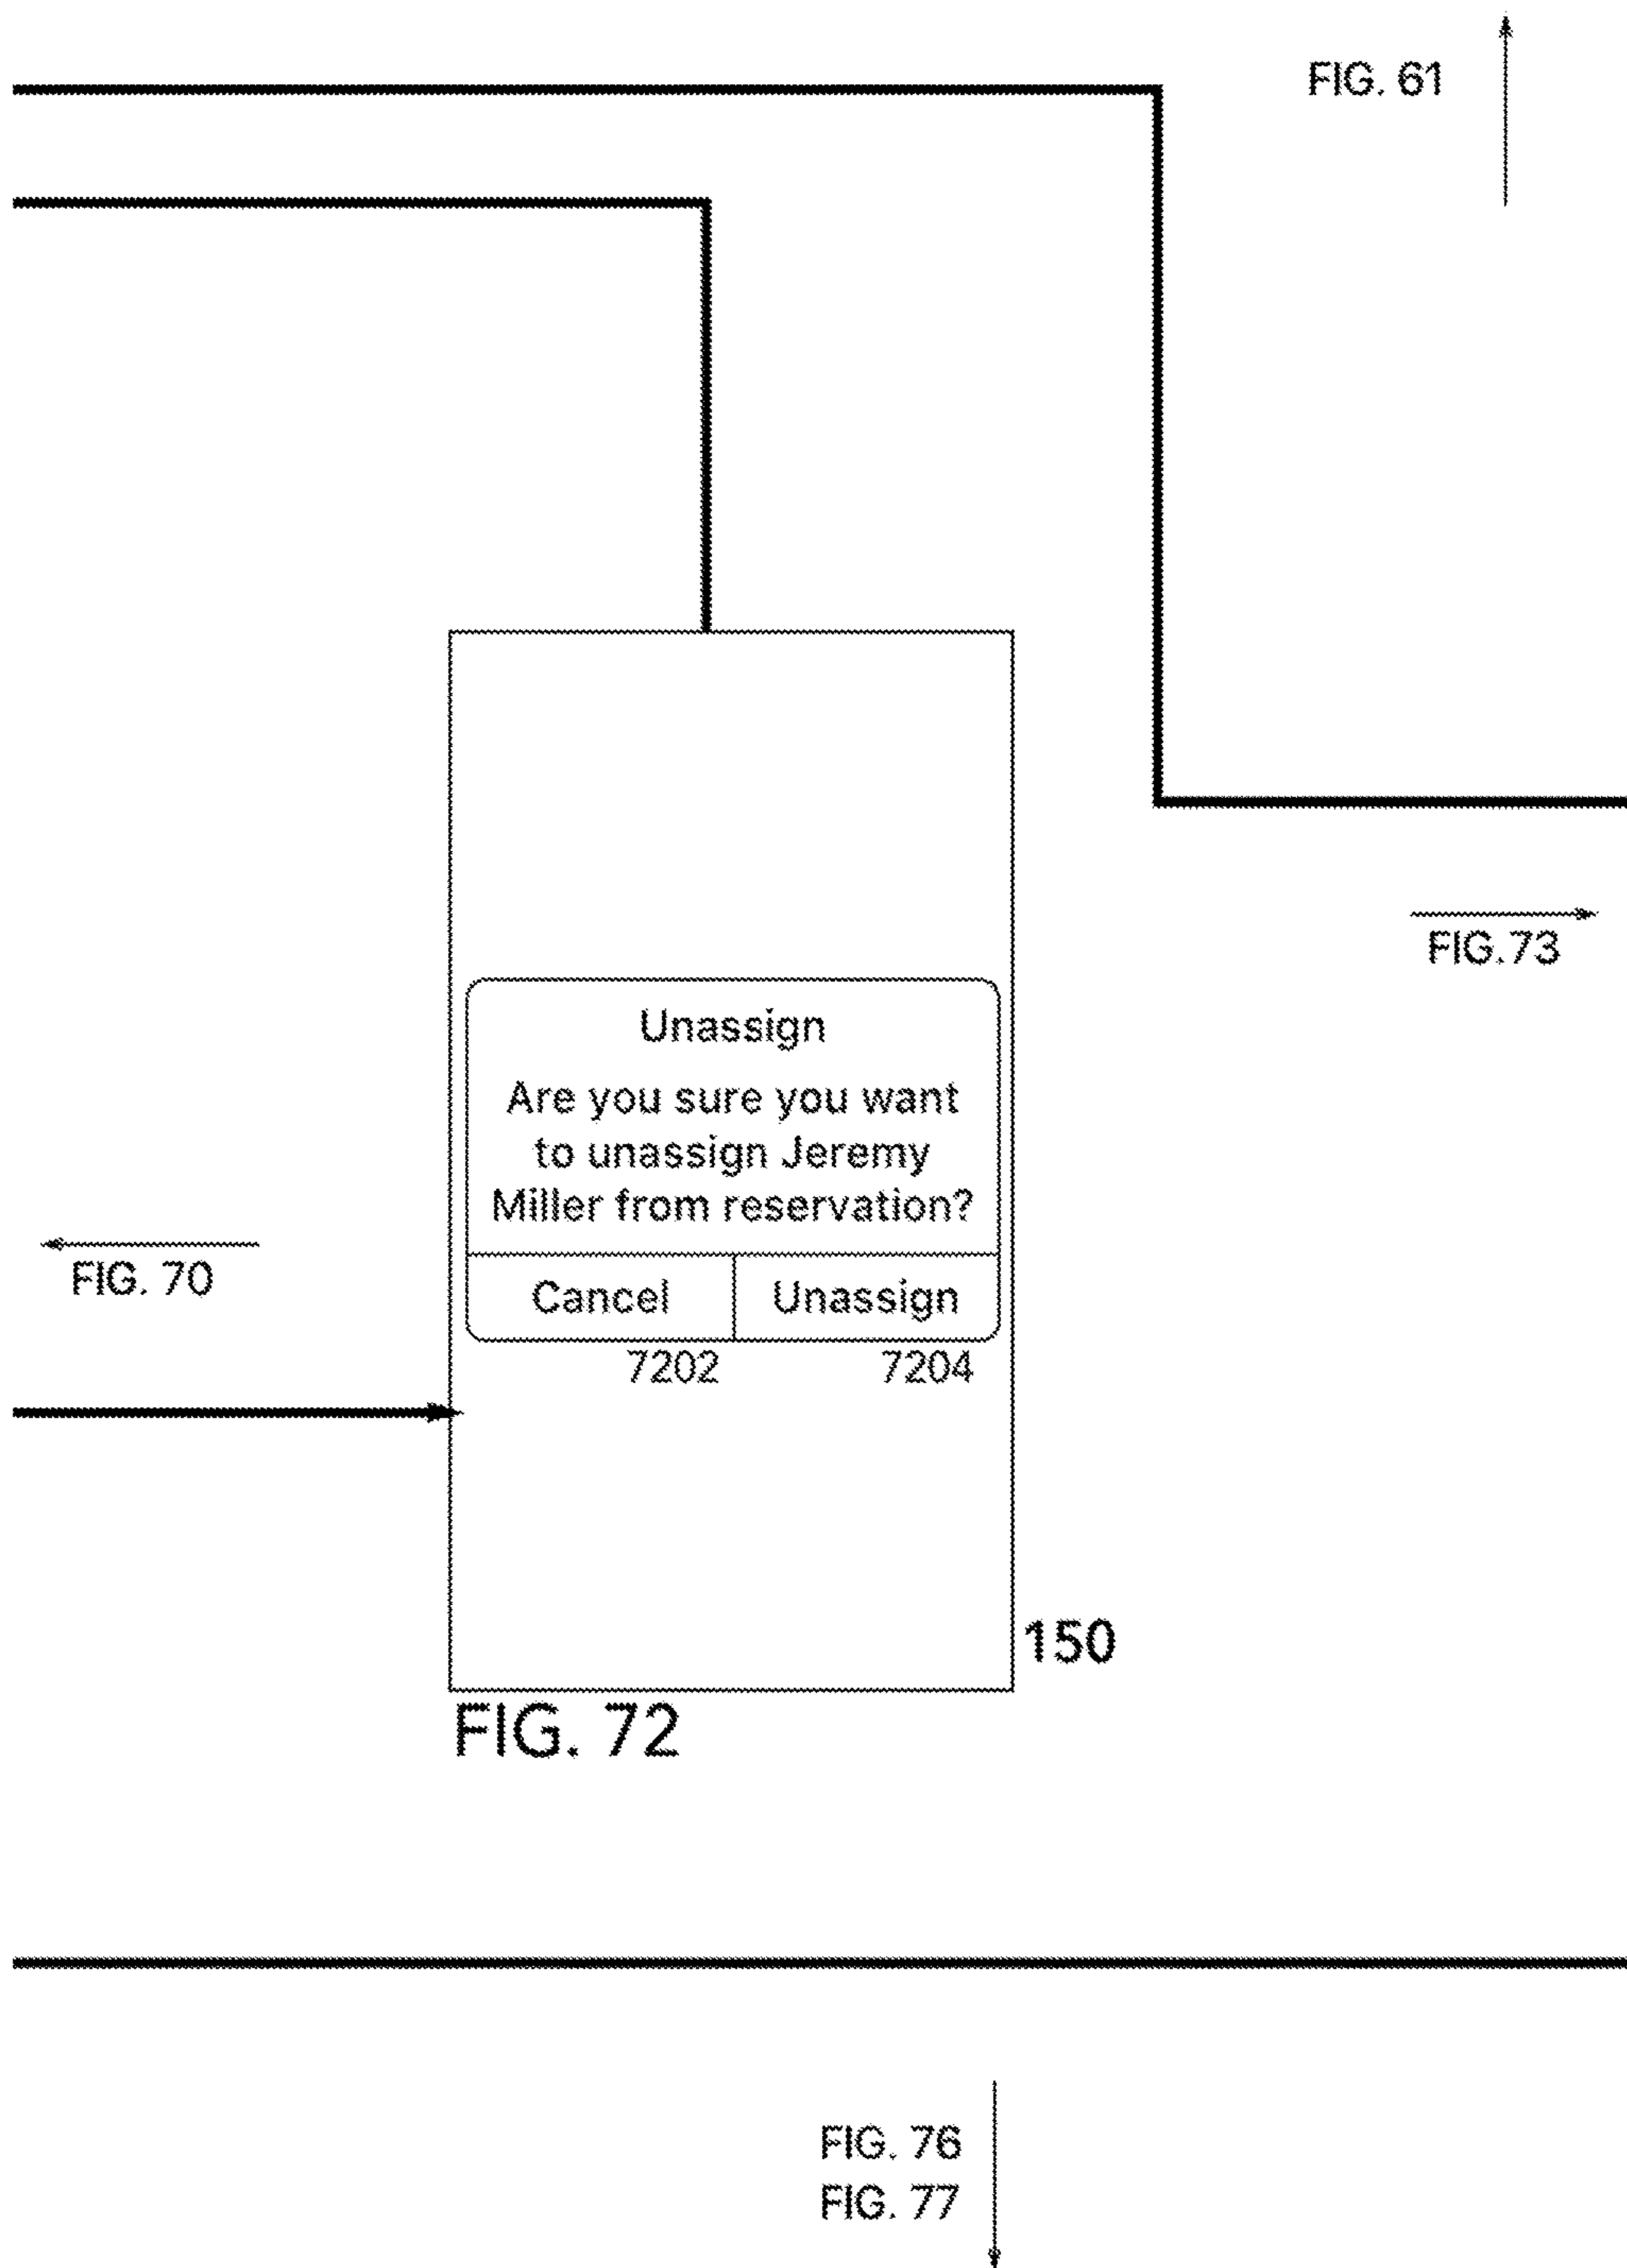 FIG. 61
FIG.73
Unassign
Are you sure you want
to unassign Jeremy
Miller from reservation?
Cancel
Unassign
7202
7204
FIG. 70
150
FIG. 72
FIG. 76
FIG. 77